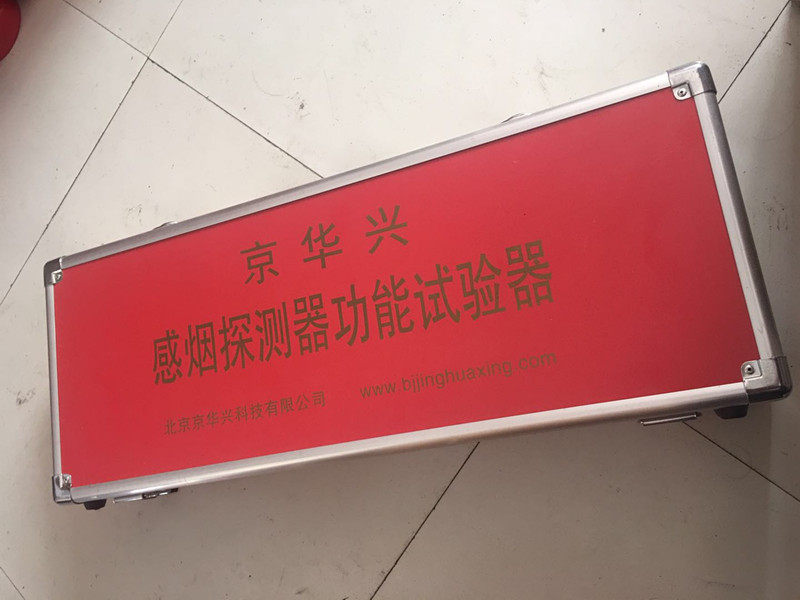 京华兴
感烟探测器功能试验器
北京京华兴科技有限公司 www.bjjinghuaxing.com